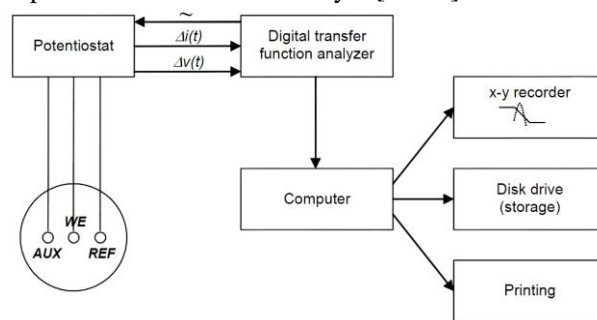 ~
Potentiostat
Δi(t)
Δv(t)
Digital transfer
function analyzer
x-y recorder
Computer
Disk drive
(storage)
WE
AUX
REF
Printing